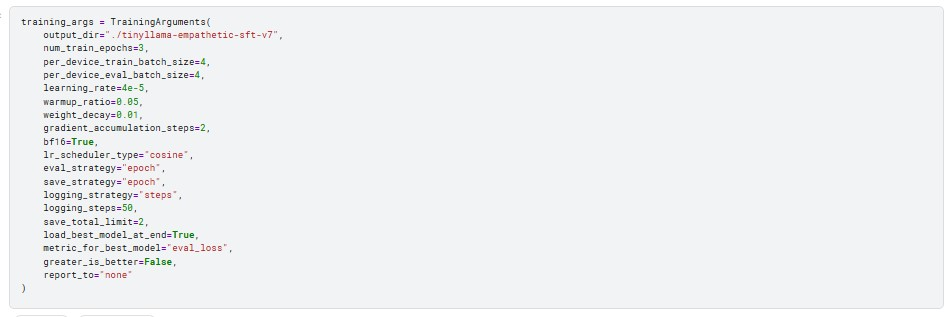 training_args = TrainingArguments(
    output_dir="./tinyllama-empathetic-sft-v7",
    num_train_epochs=3,
    per_device_train_batch_size=4,
    per_device_eval_batch_size=4,
    learning_rate=4e-5,
    warmup_ratio=0.05,
    weight_decay=0.01,
    gradient_accumulation_steps=2,
    bf16=True,
    lr_scheduler_type="cosine",
    eval_strategy="epoch",
    save_strategy="epoch",
    logging_strategy="steps",
    logging_steps=50,
    save_total_limit=2,
    load_best_model_at_end=True,
    metric_for_best_model="eval_loss",
    greater_is_better=False,
    report_to="none"
)